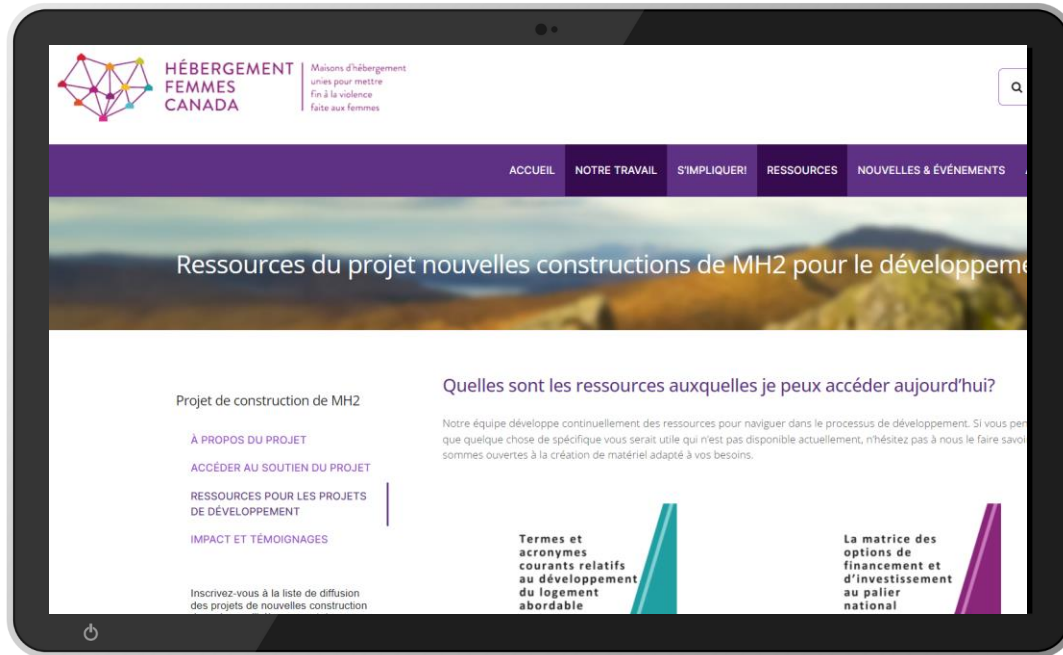 HÉBERGEMENT
FEMMES
CANADA
Maisons d'hébergement
unies pour mettre
fin à la violence
faite aux femmes
ACCUEIL NOTRE TRAVAIL S'IMPLIQUER! RESSOURCES NOUVELLES & ÉVÉNEMENTS
Ressources du projet nouvelles constructions de MH2 pour le développeme
Projet de construction de MH2
À PROPOS DU PROJET
ACCÉDER AU SOUTIEN DU PROJET
RESSOURCES POUR LES PROJETS
DE DÉVELOPPEMENT
IMPACT ET TÉMOIGNAGES
Inscrivez-vous à la liste de diffusion
des projets de nouvelles construction
Quelles sont les ressources auxquelles je peux accéder aujourd'hui?
Notre équipe développe continuellement des ressources pour naviguer dans le processus de développement. Si vous pen
que quelque chose de spécifique vous serait utile qui n'est pas disponible actuellement, n'hésitez pas à nous le faire savoi
sommes ouvertes à la création de matériel adapté à vos besoins.
Termes et
acronymes
courants relatifs
au développement
du logement
abordable
La matrice des
options de
financement et
d'investissement
au palier
national